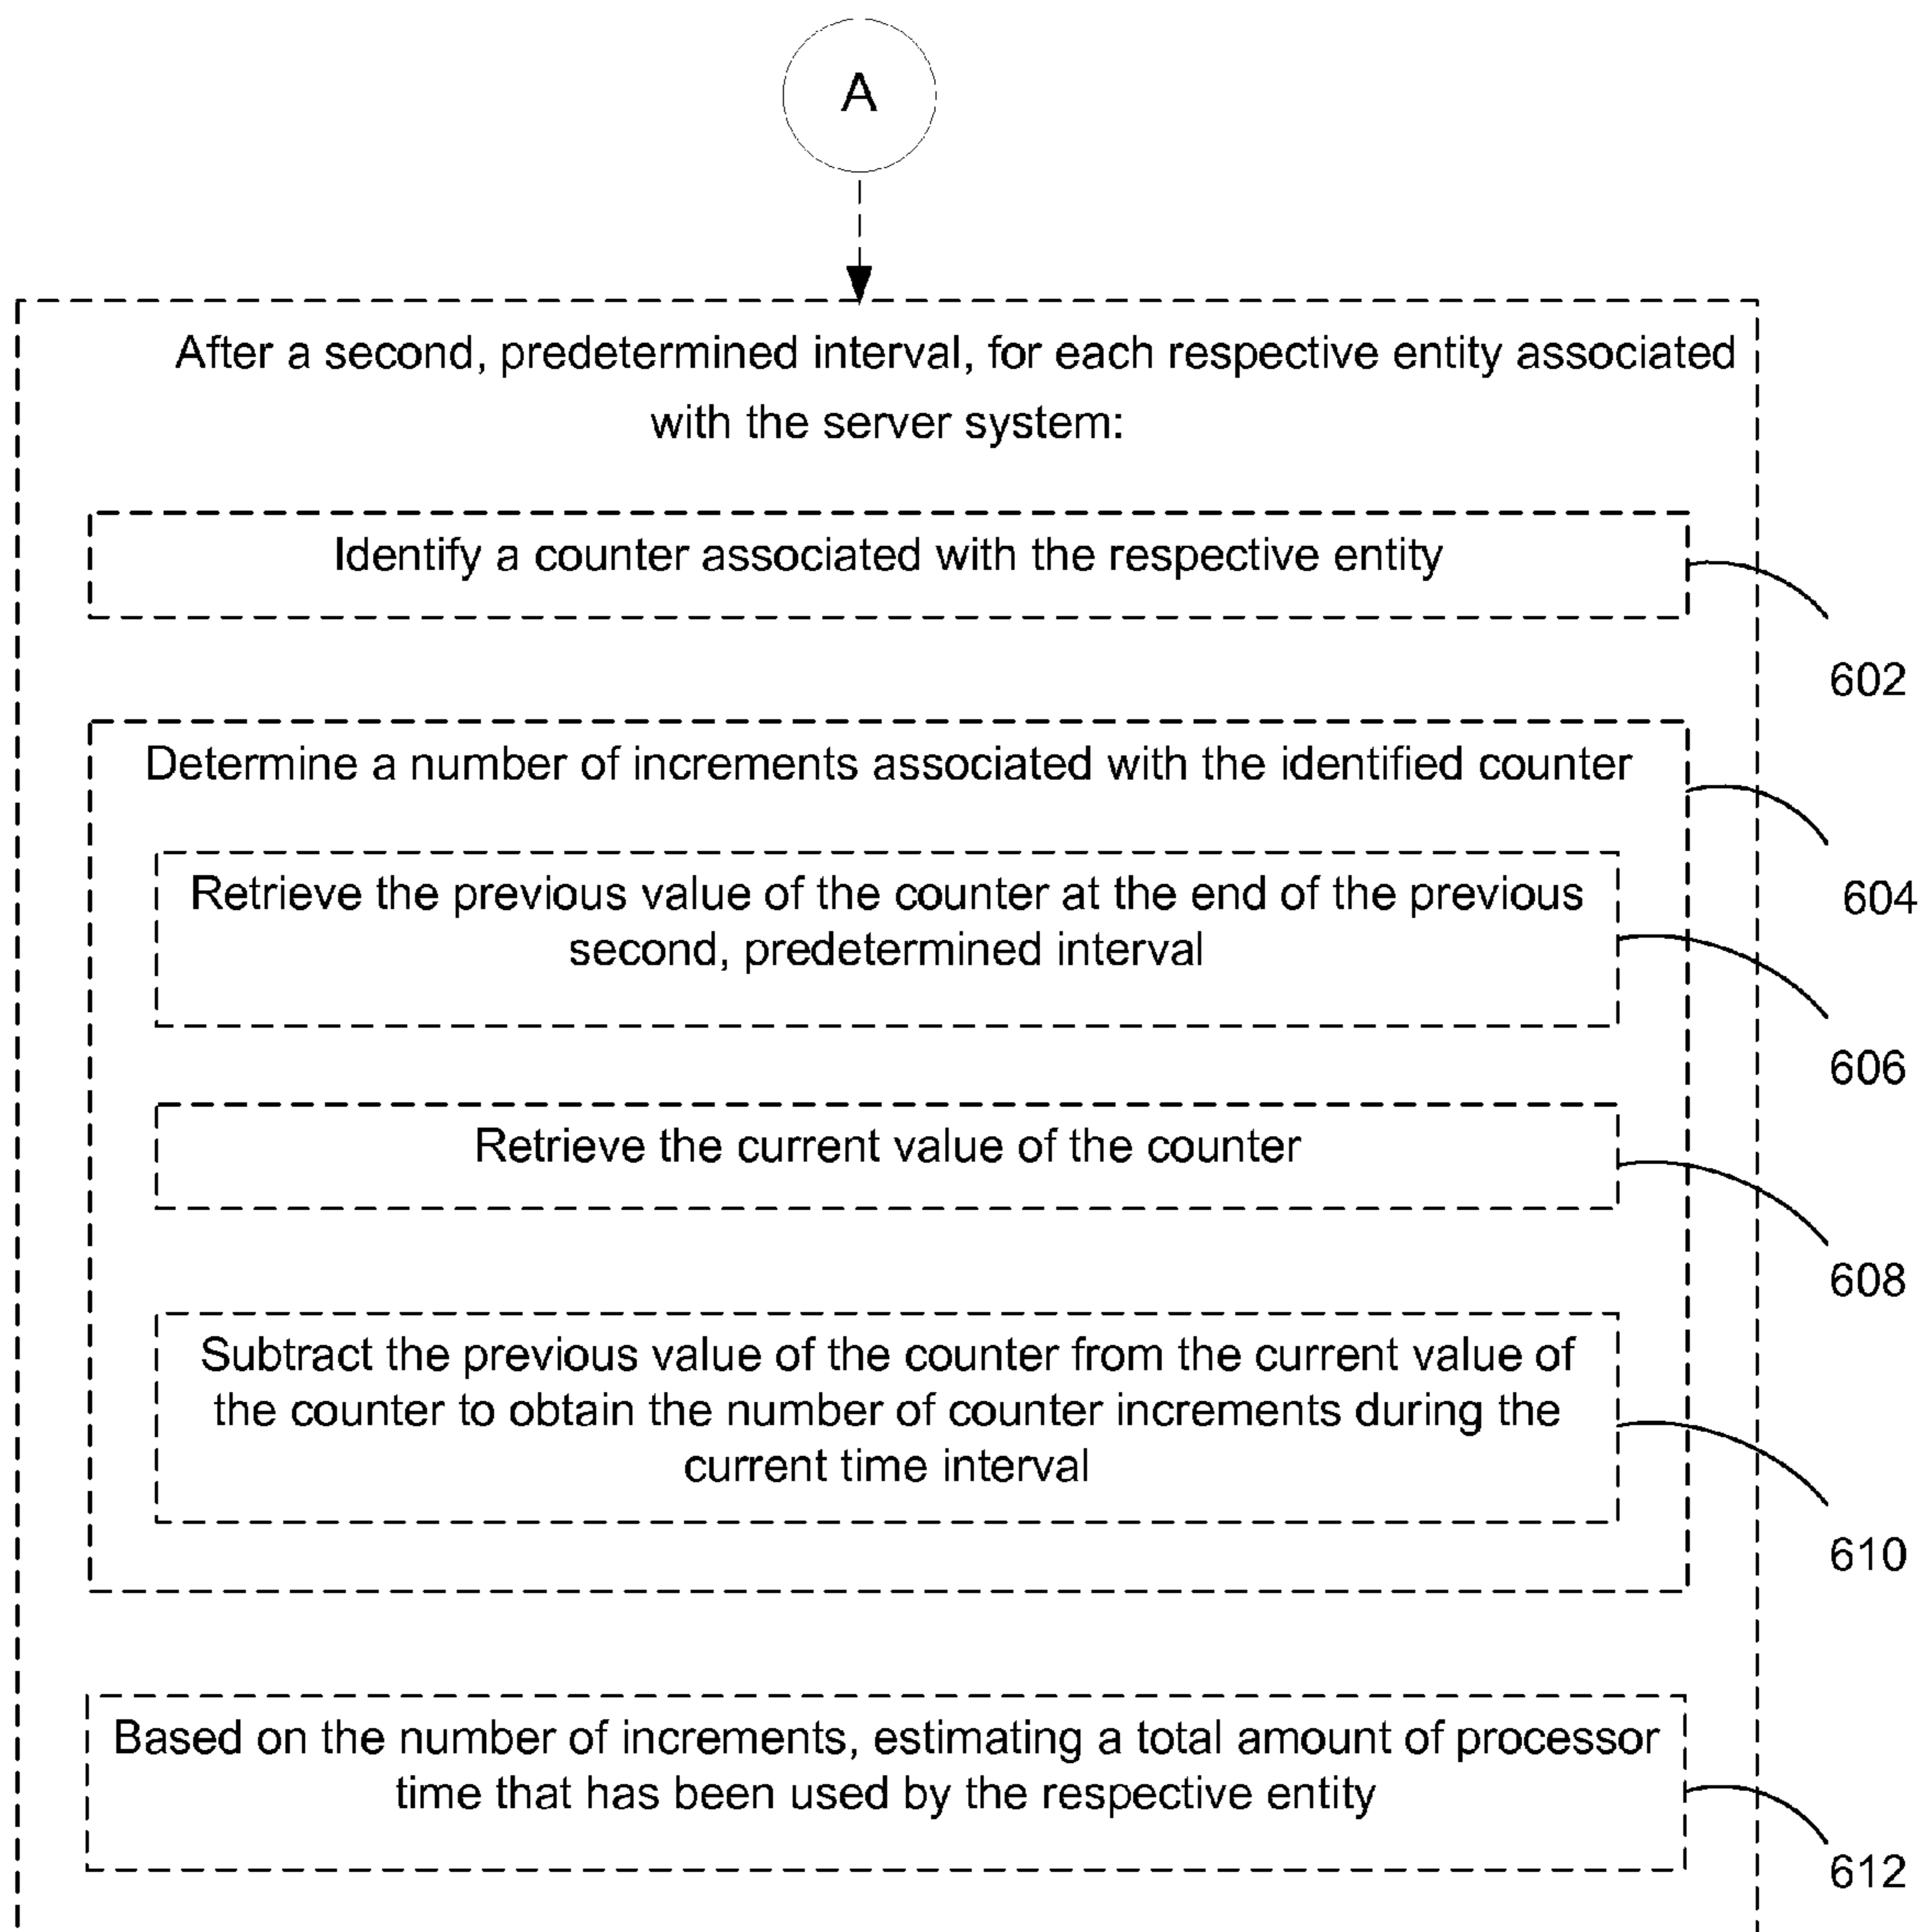 A
After a second, predetermined interval, for each respective entity associated
with the server system:
Identify a counter associated with the respective entity
602
Determine a number of increments associated with the identified counter
604
Retrieve the previous value of the counter at the end of the previous
second, predetermined interval
606
Retrieve the current value of the counter
608
Subtract the previous value of the counter from the current value of
the counter to obtain the number of counter increments during the
current time interval
610
Based on the number of increments, estimating a total amount of processor
time that has been used by the respective entity
612